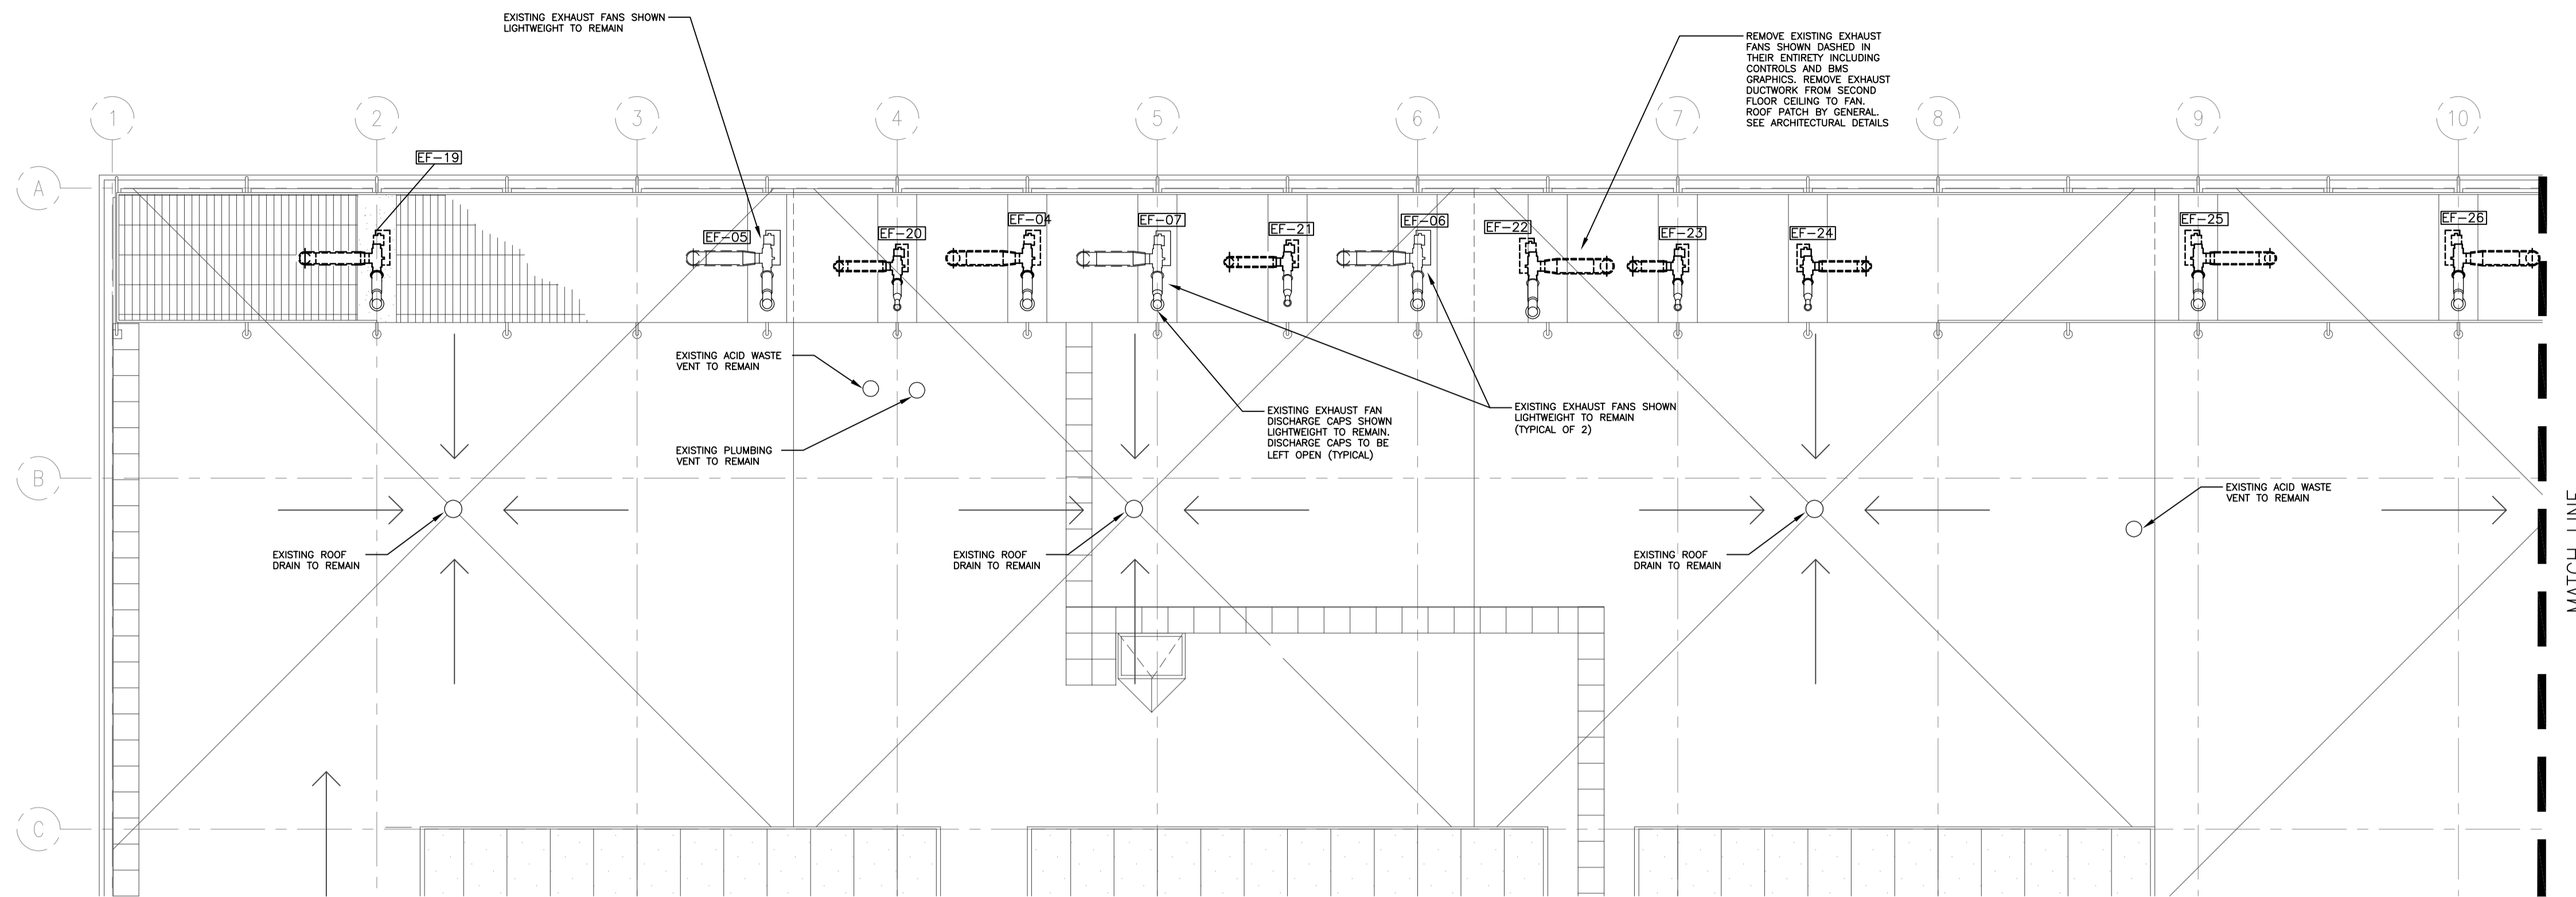 EXISTING EXHAUST FANS SHOWN
LIGHTWEIGHT TO REMAIN
REMOVE EXISTING EXHAUST
FANS SHOWN DASHED IN
THEIR ENTIRETY INCLUDING
CONTROLS AND BMS
GRAPHICS. REMOVE EXHAUST
DUCTWORK FROM SECOND
FLOOR CEILING TO FAN.
ROOF PATCH BY GENERAL.
SEE ARCHITECTURAL DETAILS
1
2
3
4
5
6
7
8
9
10
A
EF-19
EF-05
EF-20
EF-04
EF-07
EF-21
EF-06
EF-22
EF-23
EF-24
EF-25
EF-26
EXISTING ACID WASTE
VENT TO REMAIN
EXISTING PLUMBING
VENT TO REMAIN
EXISTING EXHAUST FAN
DISCHARGE CAPS SHOWN
LIGHTWEIGHT TO REMAIN.
DISCHARGE CAPS TO BE
LEFT OPEN (TYPICAL)
EXISTING EXHAUST FANS SHOWN
LIGHTWEIGHT TO REMAIN
(TYPICAL OF 2)
B
EXISTING ACID WASTE
VENT TO REMAIN
MATCH LINE
EXISTING ROOF
DRAIN TO REMAIN
EXISTING ROOF
DRAIN TO REMAIN
EXISTING ROOF
DRAIN TO REMAIN
C